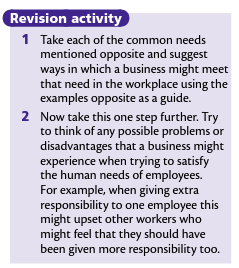 Revision activity
1 Take each of the common needs
mentioned opposite and suggest
ways in which a business might meet
that need in the workplace using the
examples opposite as a guide.
2 Now take this one step further. Try
to think of any possible problems or
disadvantages that a business might
experience when trying to satisfy
the human needs of employees.
For example, when giving extra
responsibility to one employee this
might upset other workers who
might feel that they should have
been given more responsibility too.